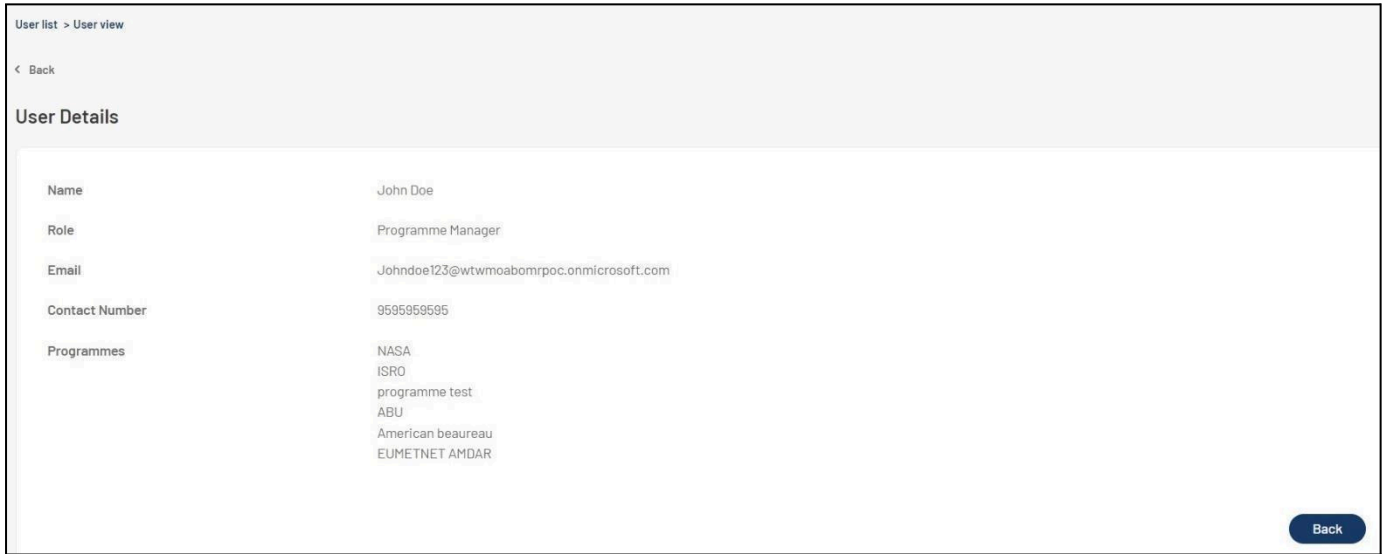 User list > User view
< Back
User Details
Name John Doe
Role Programme Manager
Email Johndoe123@wtwmoabomrpoc.onmicrosoft.com
Contact Number 9595959595
Programmes NASA
ISRO
programme test
ABU
American beaureau
EUMETNET AMDAR
Back